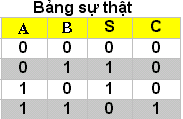 Bảng sự thật
A B S C
0 0 0 0
0 1 1 0
1 0 1 0
1 1 0 1